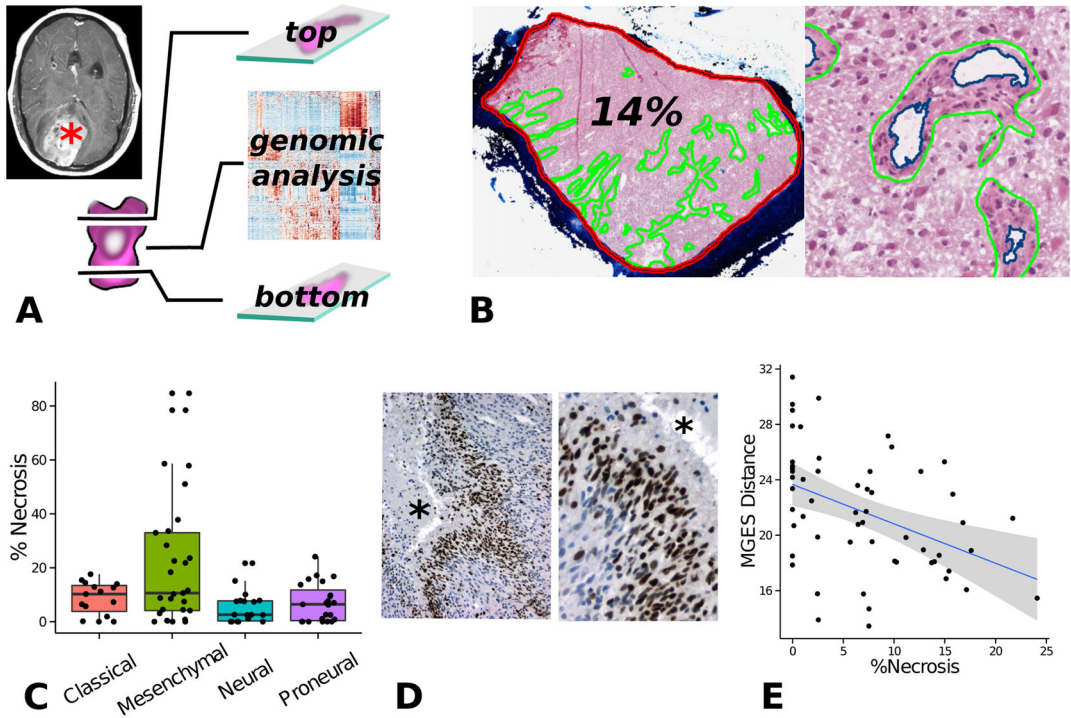 top
genomic
analysis
bottom
A
14%
B
% Necrosis
80
60
40
20
0
Classical
Mesenchymal
Neural
Proneural
C
*
*
D
MGES Distance
32
28
24
20
16
0
5
10
15
20
25
%Necrosis
E